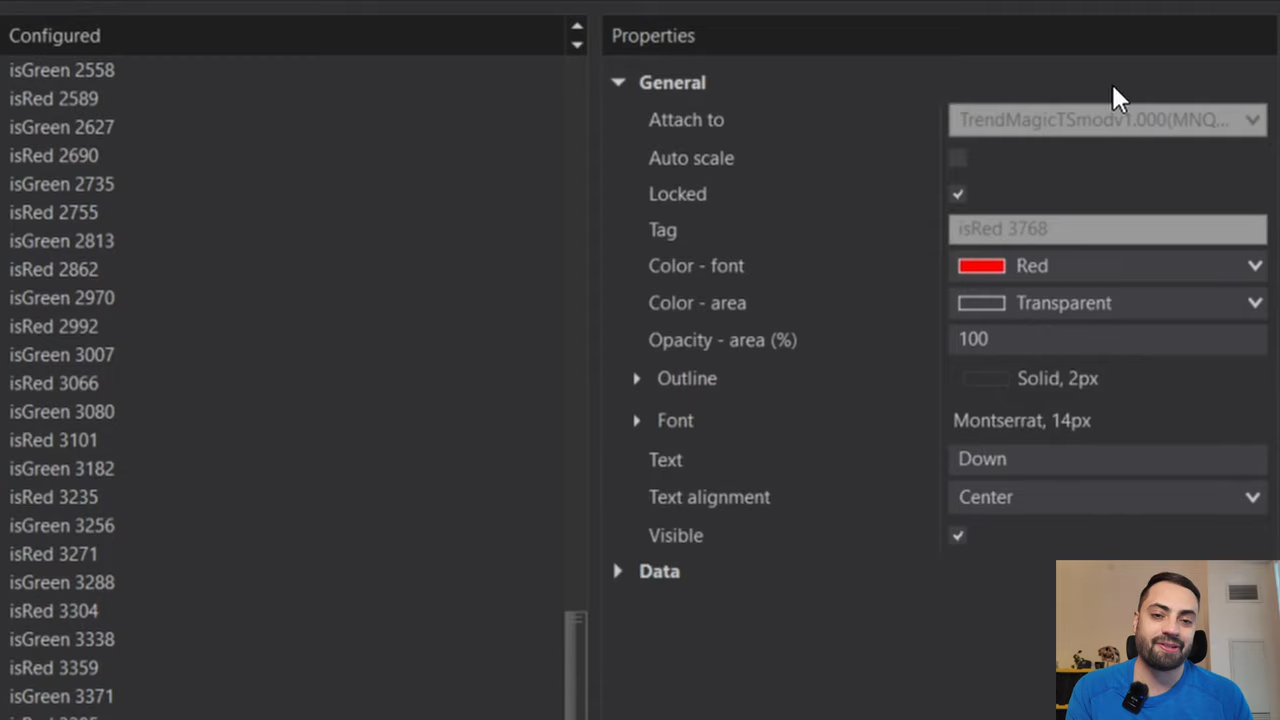 Configured
isGreen 2558
isRed 2589
isGreen 2627
isRed 2690
isGreen 2735
isRed 2755
isGreen 2813
isRed 2862
isGreen 2970
isRed 2992
isGreen 3007
isRed 3066
isGreen 3080
isRed 3101
isGreen 3182
isRed 3235
isGreen 3256
isRed 3271
isGreen 3288
isRed 3304
isGreen 3338
isRed 3359
isGreen 3371
Properties
General
Attach to TrendMagicTSmodv1.000(MNQ...
Auto scale
Locked
Tag isRed 3768
Color - font Red
Color - area Transparent
Opacity - area (%) 100
Outline Solid, 2px
Font Montserrat, 14px
Text Down
Text alignment Center
Visible
Data